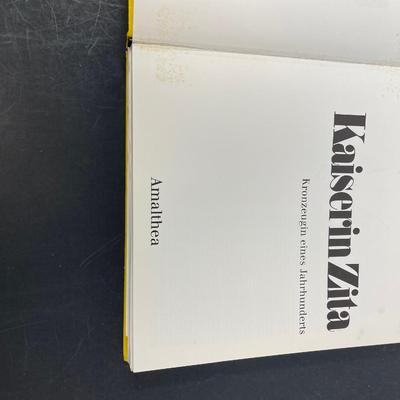 Kaiserin Zita
Kronzeugin eines Jahrhunderts
Amalthea